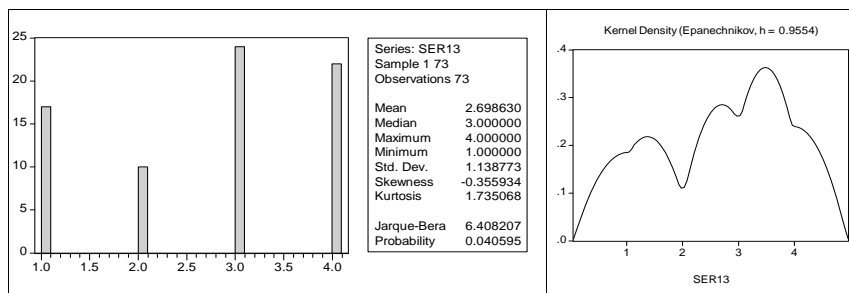 25
20
15
10
5
0
1.0 1.5 2.0 2.5 3.0 3.5 4.0
Series: SER13
Sample 1 73
Observations 73
Mean 2.698630
Median 3.000000
Maximum 4.000000
Minimum 1.000000
Std. Dev. 1.138773
Skewness -0.355934
Kurtosis 1.735068
Jarque-Bera 6.408207
Probability 0.040595
Kernel Density (Epanechnikov, h = 0.9554)
.4
.3
.2
.1
.0
1 2 3 4
SER13